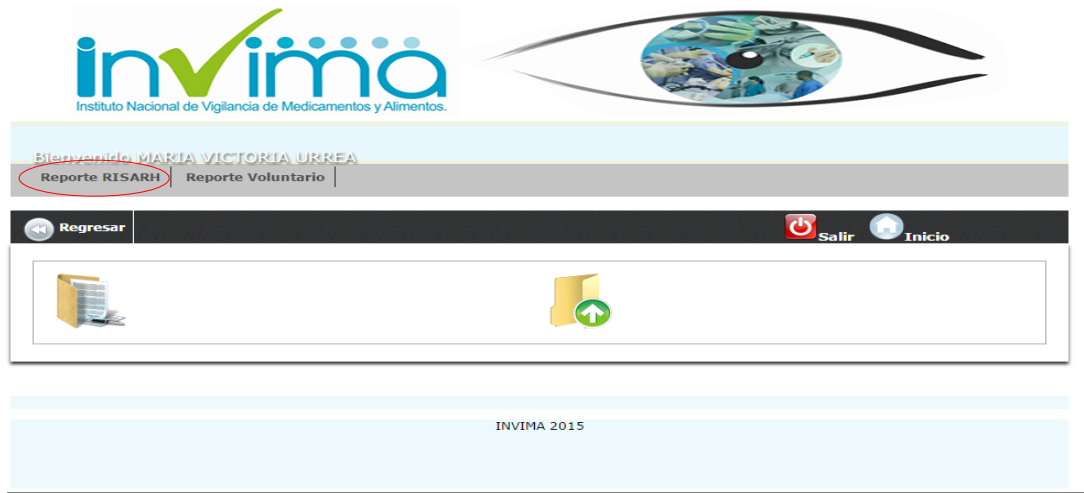 invima
Instituto Nacional de Vigilancia de Medicamentos y Alimentos.
Bienvenido MARIA VICTORIA URREA
Reporte RISARH Reporte Voluntario
Regresar Salir Inicio
INVIMA 2015